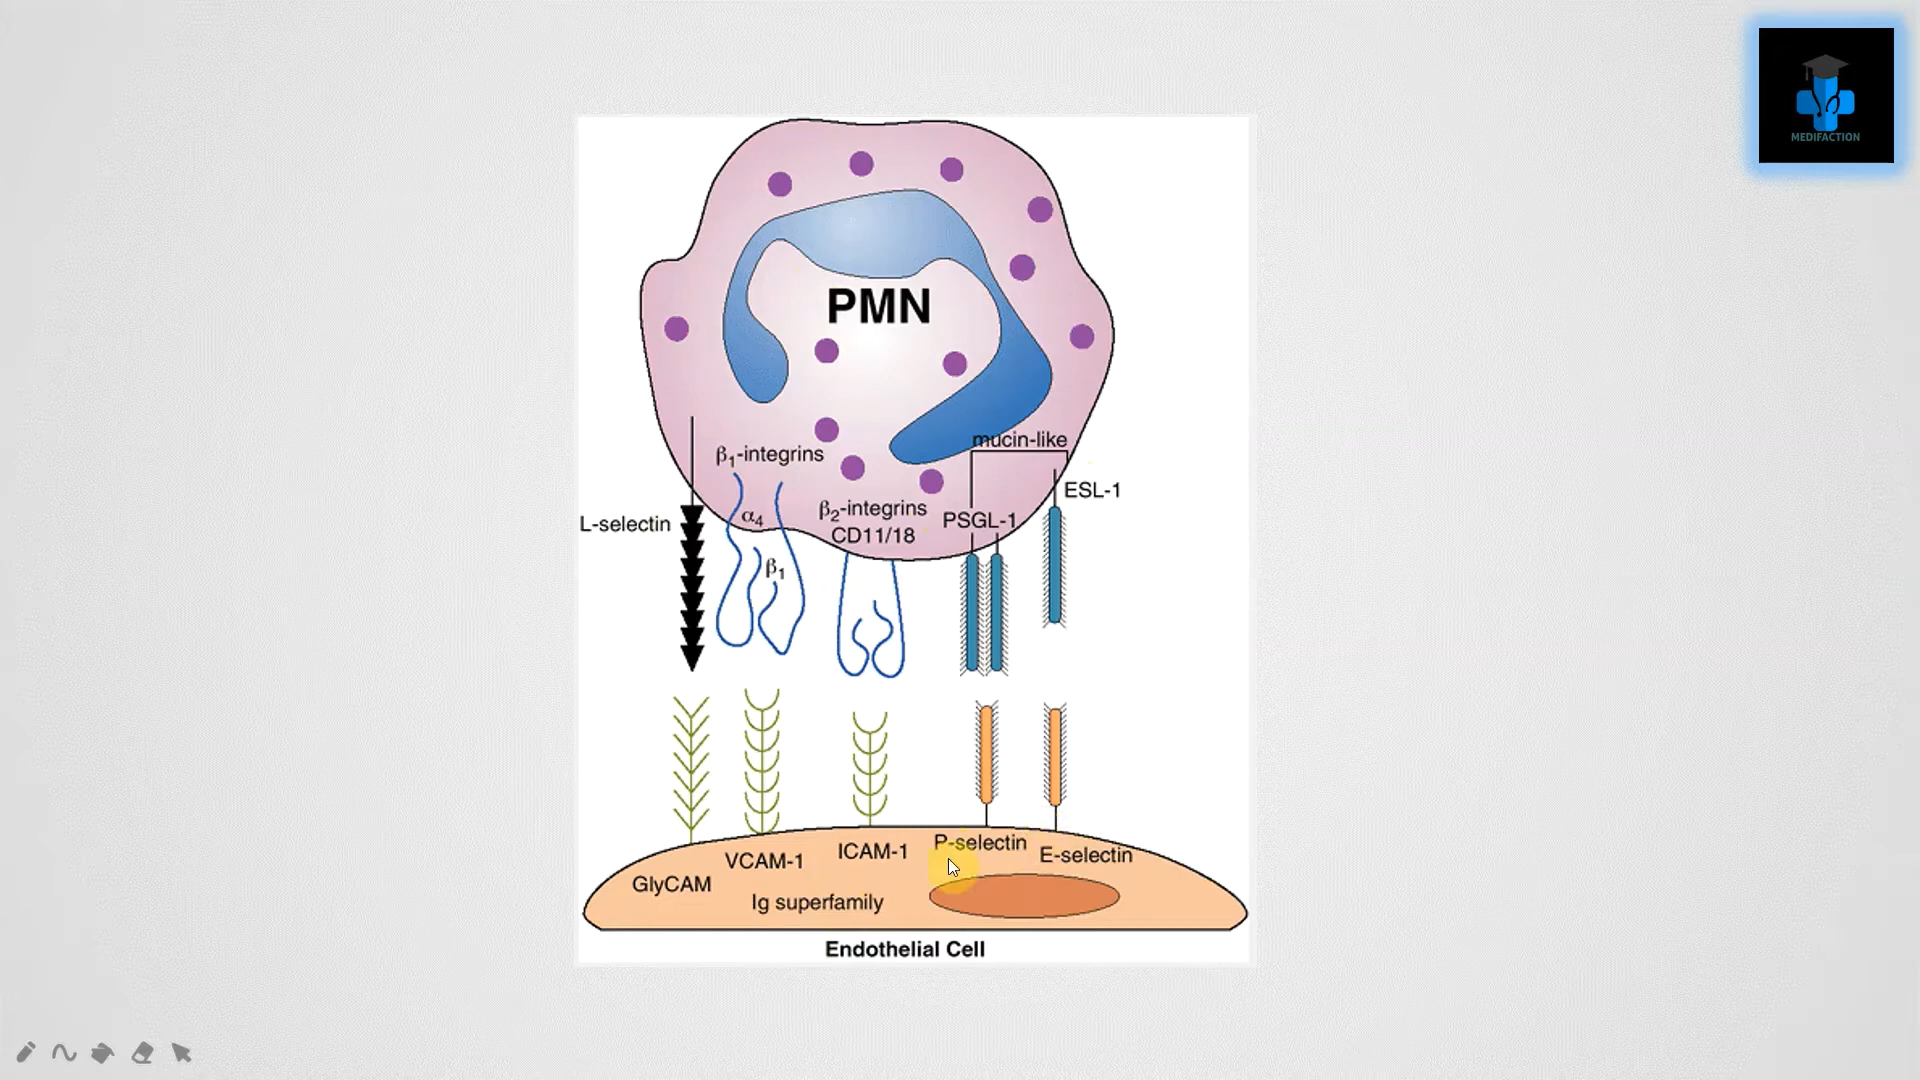 MEDIFACTION
PMN
mucin-like
β1-integrins
ESL-1
α4
β2-integrins
CD11/18
PSGL-1
L-selectin
β1
P-selectin
ICAM-1
E-selectin
VCAM-1
GlyCAM
Ig superfamily
Endothelial Cell